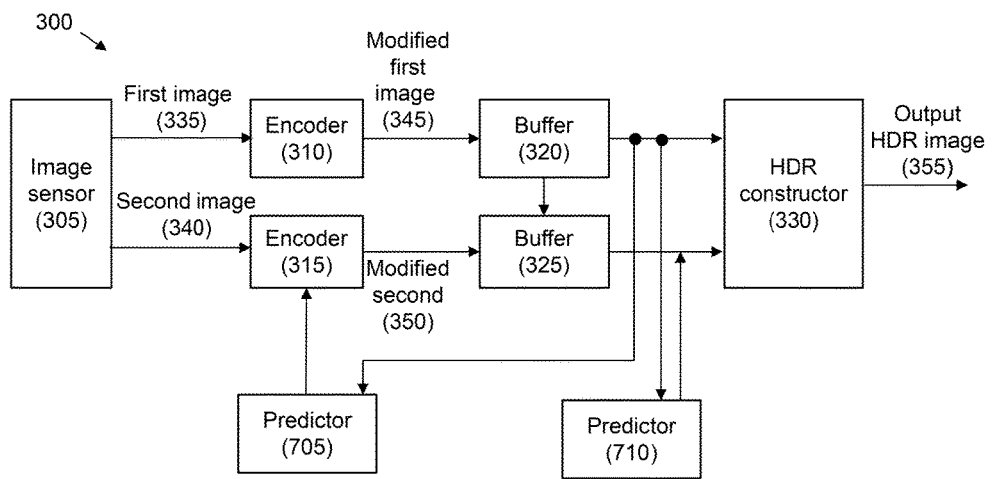 300
Image
sensor
(305)
First image
(335)
Second image
(340)
Encoder
(310)
Encoder
(315)
Modified
first
image
(345)
Modified
second
(350)
Buffer
(320)
Buffer
(325)
HDR
constructor
(330)
Output
HDR image
(355)
Predictor
(705)
Predictor
(710)